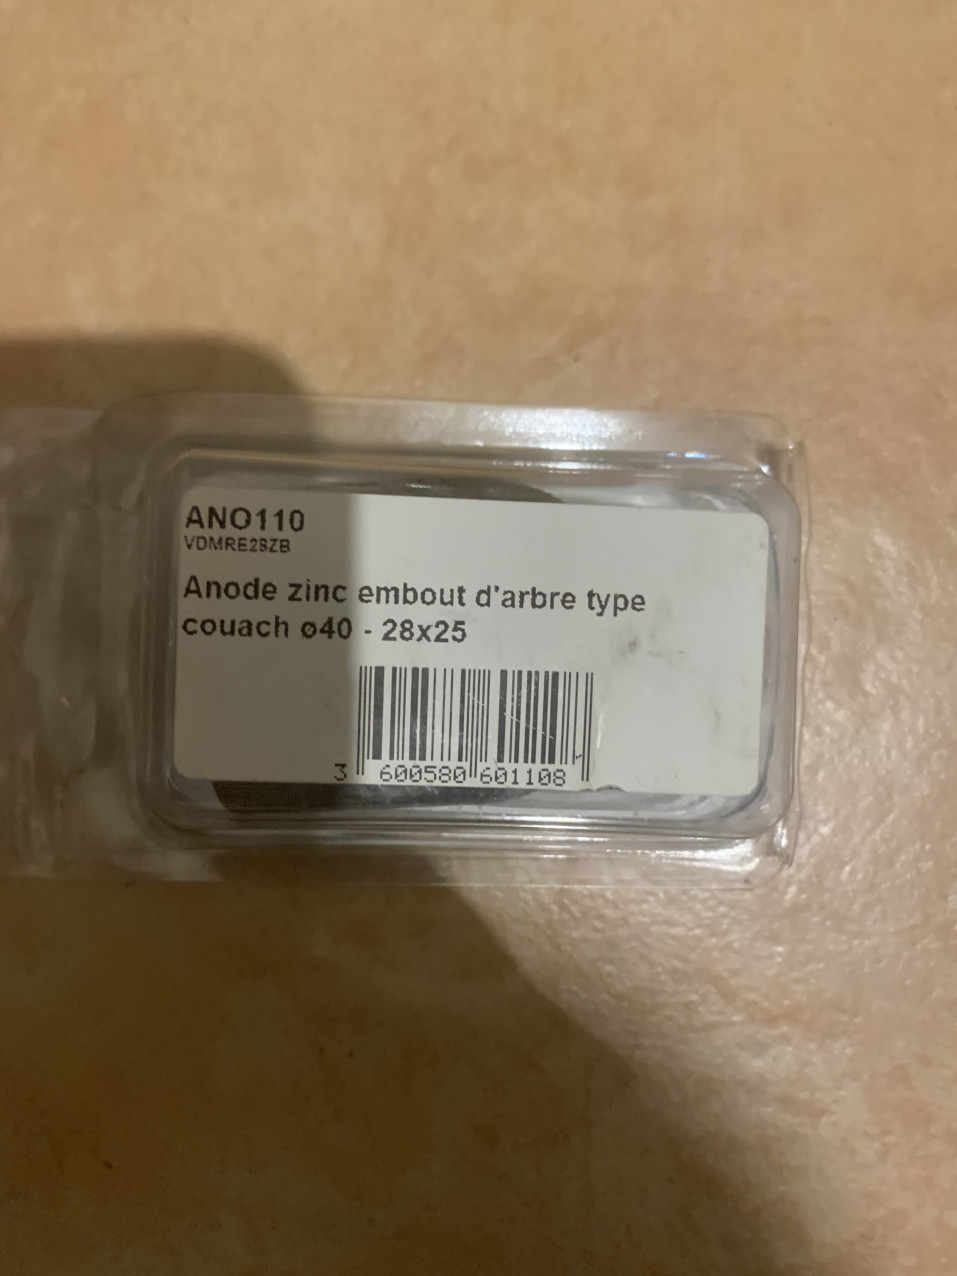 ANO110
VDMRE28ZB
Anode zinc embout d'arbre type
couach ø40 - 28x25
3 600580 601108